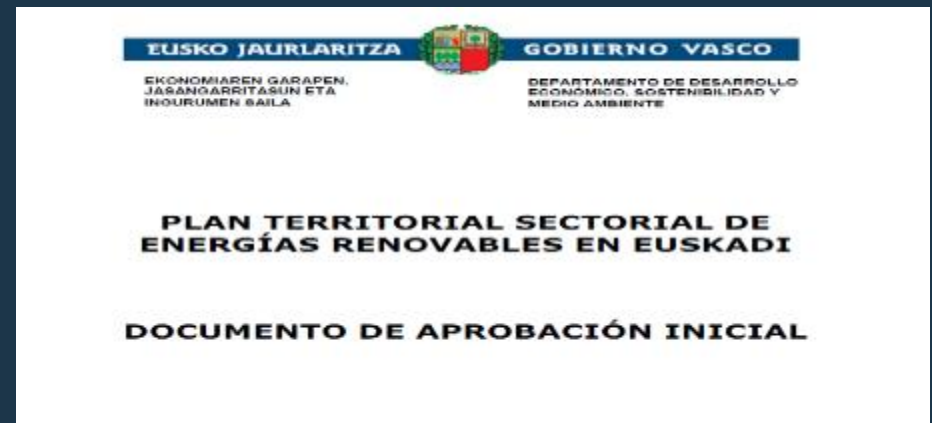 EUSKO JAURLARITZA
GOBIERNO VASCO
EKONOMIAREN GARAPEN,
JASANGARRITASUN ETA
INGURUMEN SAILA
DEPARTAMENTO DE DESARROLLO
ECONÓMICO, SOSTENIBILIDAD Y
MEDIO AMBIENTE
PLAN TERRITORIAL SECTORIAL DE
ENERGÍAS RENOVABLES EN EUSKADI
DOCUMENTO DE APROBACIÓN INICIAL